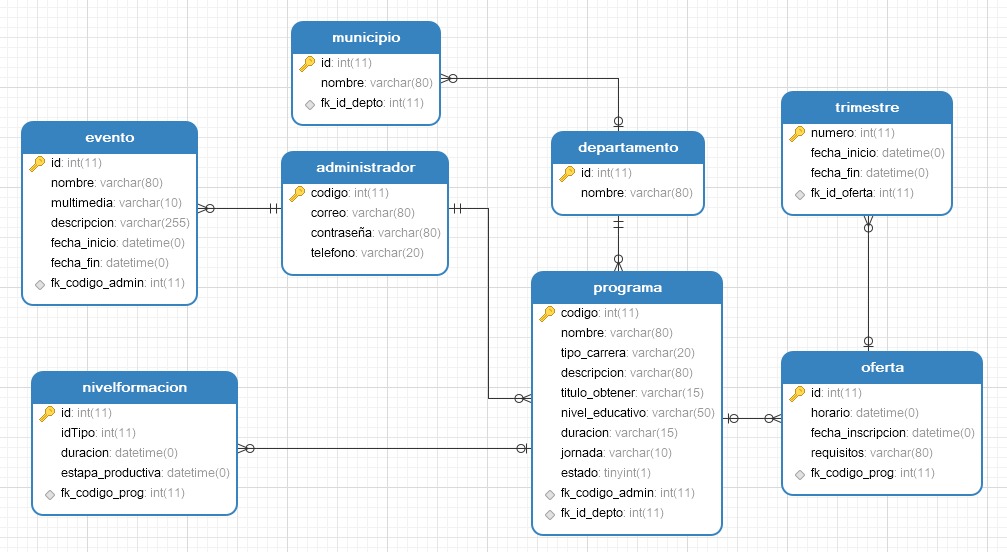 municipio
id: int(11)
nombre: varchar(80)
fk_id_depto: int(11)
evento
id: int(11)
nombre: varchar(80)
multimedia: varchar(10)
descripcion: varchar(255)
fecha_inicio: datetime(0)
fecha_fin: datetime(0)
fk_codigo_admin: int(11)
administrador
codigo: int(11)
correo: varchar(80)
contraseña: varchar(80)
telefono: varchar(20)
departamento
id: int(11)
nombre: varchar(80)
trimestre
numero: int(11)
fecha_inicio: datetime(0)
fecha_fin: datetime(0)
fk_id_oferta: int(11)
nivelformacion
id: int(11)
idTipo: int(11)
duracion: datetime(0)
estapa_productiva: datetime(0)
fk_codigo_prog: int(11)
programa
codigo: int(11)
nombre: varchar(80)
tipo_carrera: varchar(20)
descripcion: varchar(80)
titulo_obtener: varchar(15)
nivel_educativo: varchar(50)
duracion: varchar(15)
jornada: varchar(10)
estado: tinyint(1)
fk_codigo_admin: int(11)
fk_id_depto: int(11)
oferta
id: int(11)
horario: datetime(0)
fecha_inscripcion: datetime(0)
requisitos: varchar(80)
fk_codigo_prog: int(11)